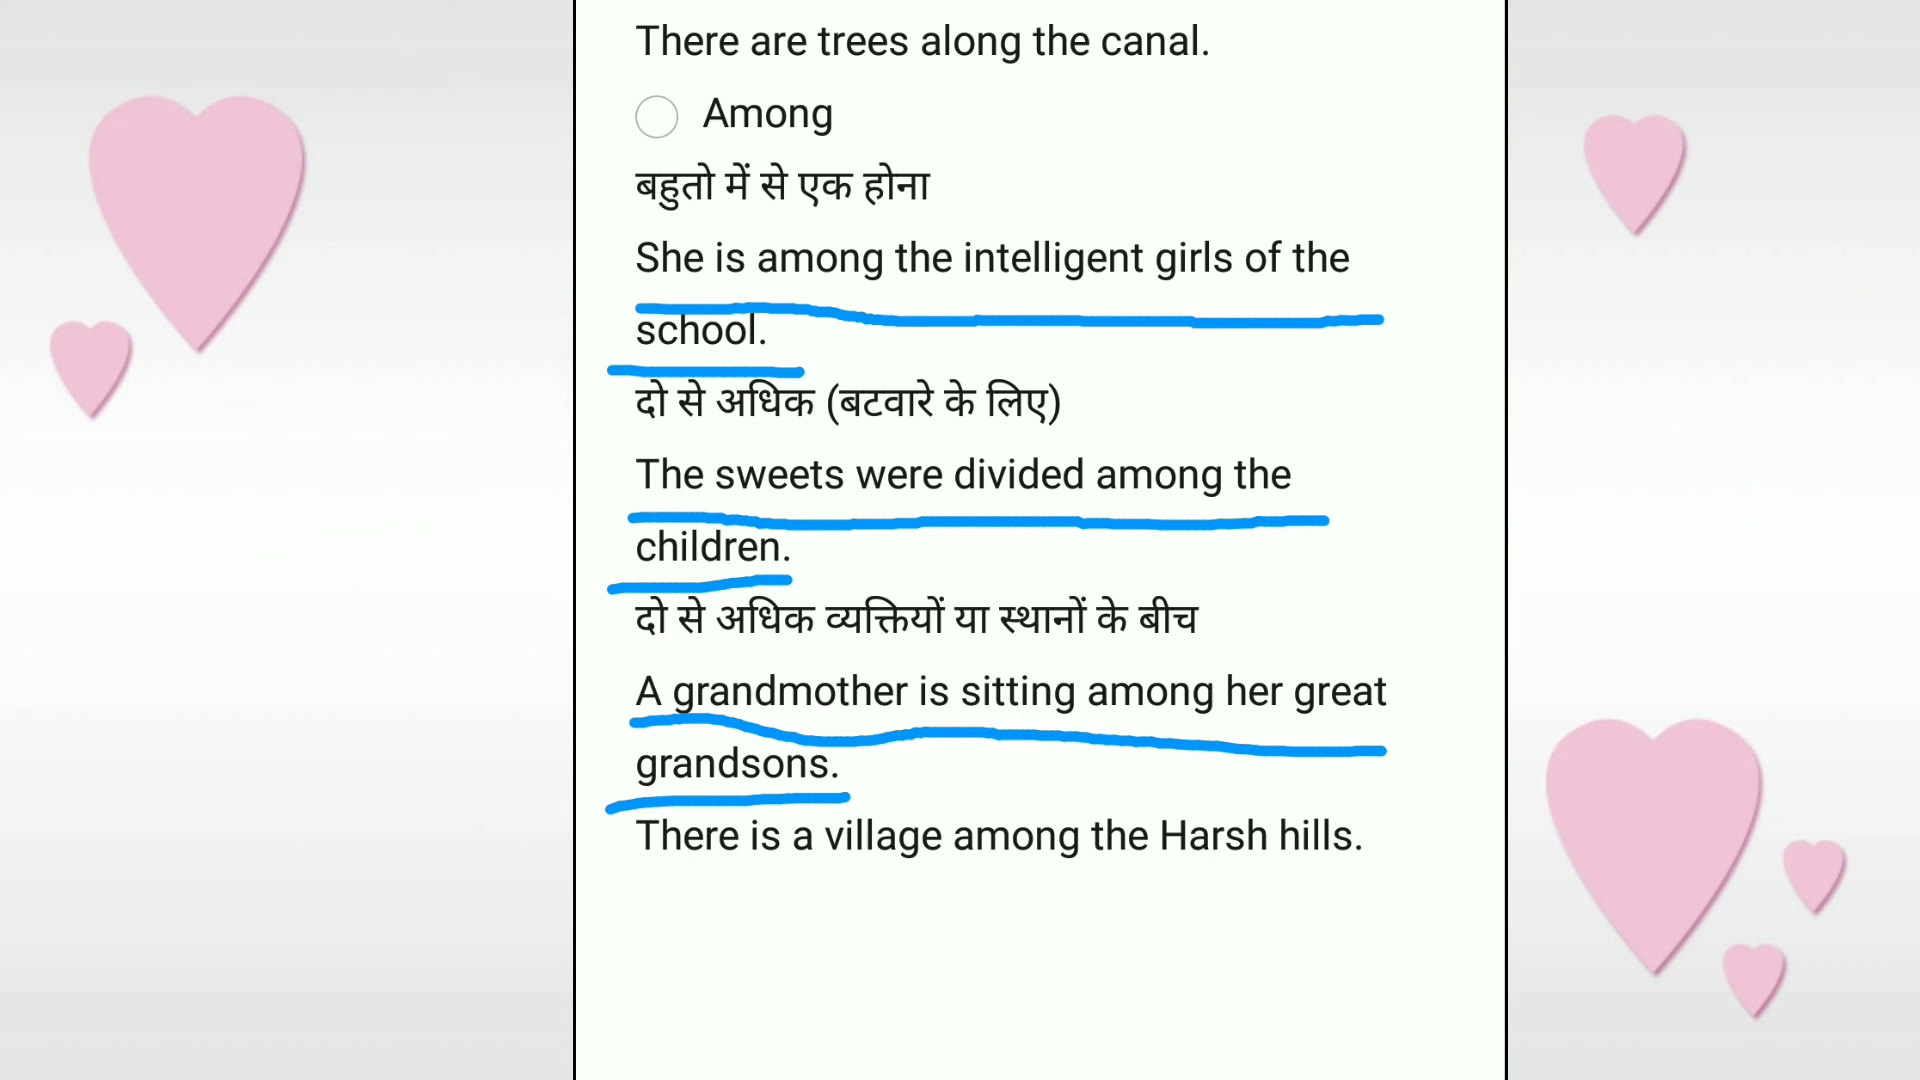 There are trees along the canal.
Among
बहुतो में से एक होना
She is among the intelligent girls of the
school.
दो से अधिक (बटवारे के लिए)
The sweets were divided among the
children.
दो से अधिक व्यक्तियों या स्थानों के बीच
A grandmother is sitting among her great
grandsons.
There is a village among the Harsh hills.